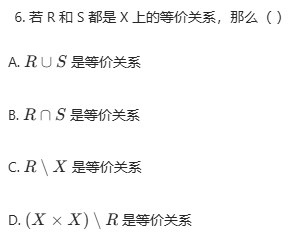 6. 若 R 和 S 都是 X 上的等价关系，那么（ ）
A. R ∪ S 是等价关系
B. R ∩ S 是等价关系
C. R \ X 是等价关系
D. (X × X) \ R 是等价关系